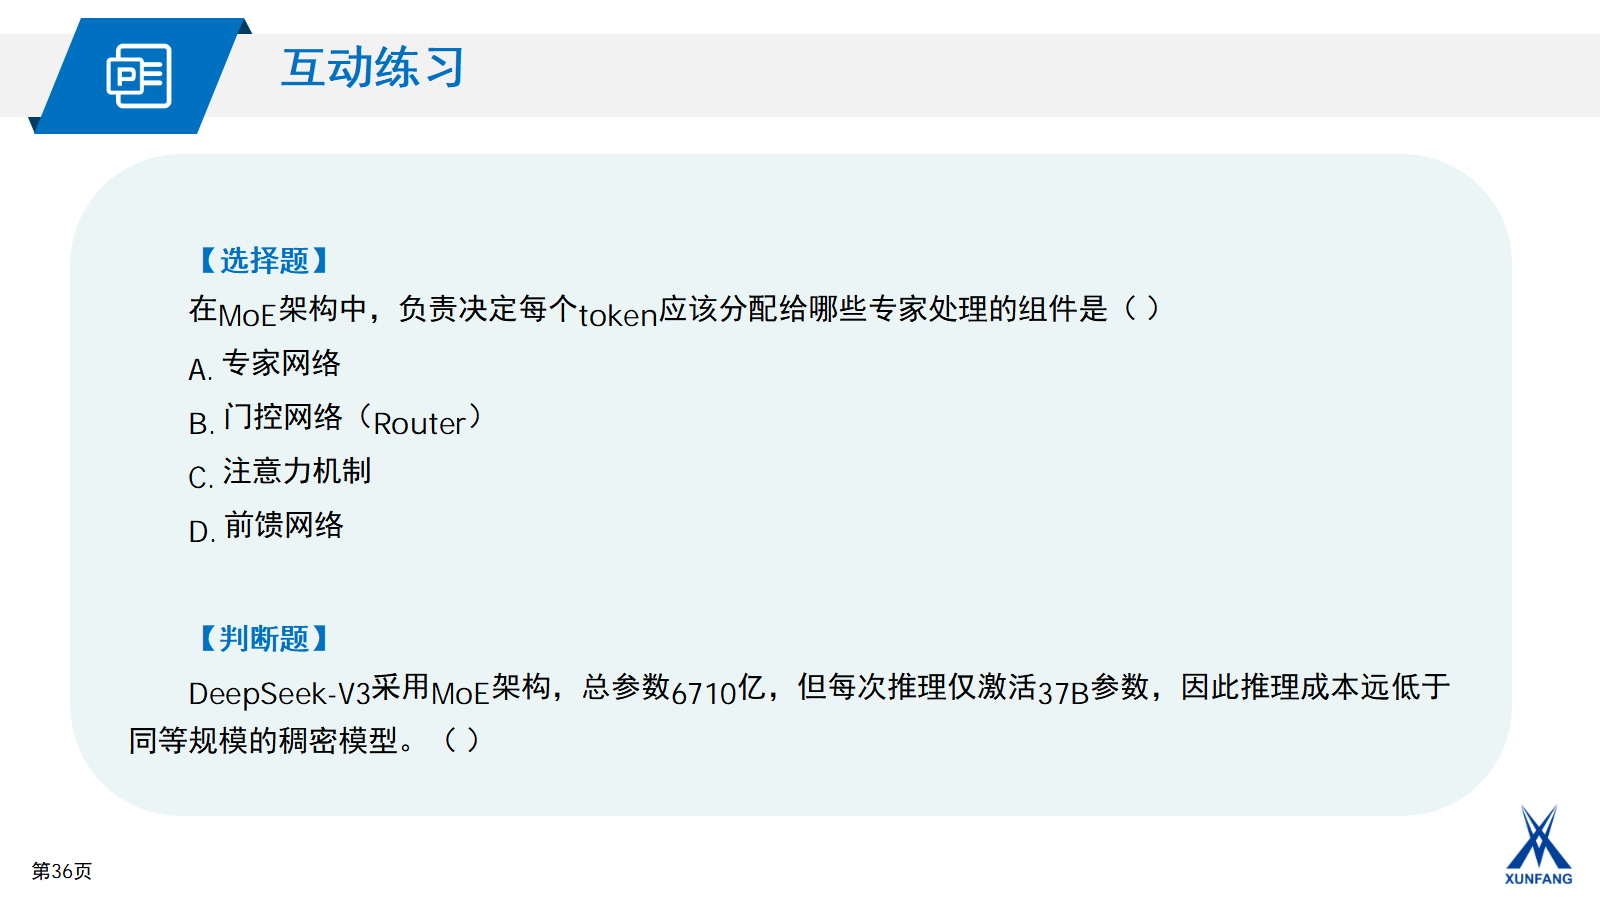 互动练习
【选择题】
在MoE架构中，负责决定每个token应该分配给哪些专家处理的组件是（ ）
A. 专家网络
B. 门控网络（Router）
C. 注意力机制
D. 前馈网络
【判断题】
DeepSeek-V3采用MoE架构，总参数6710亿，但每次推理仅激活37B参数，因此推理成本远低于
同等规模的稠密模型。（ ）
第36页
XUNFANG